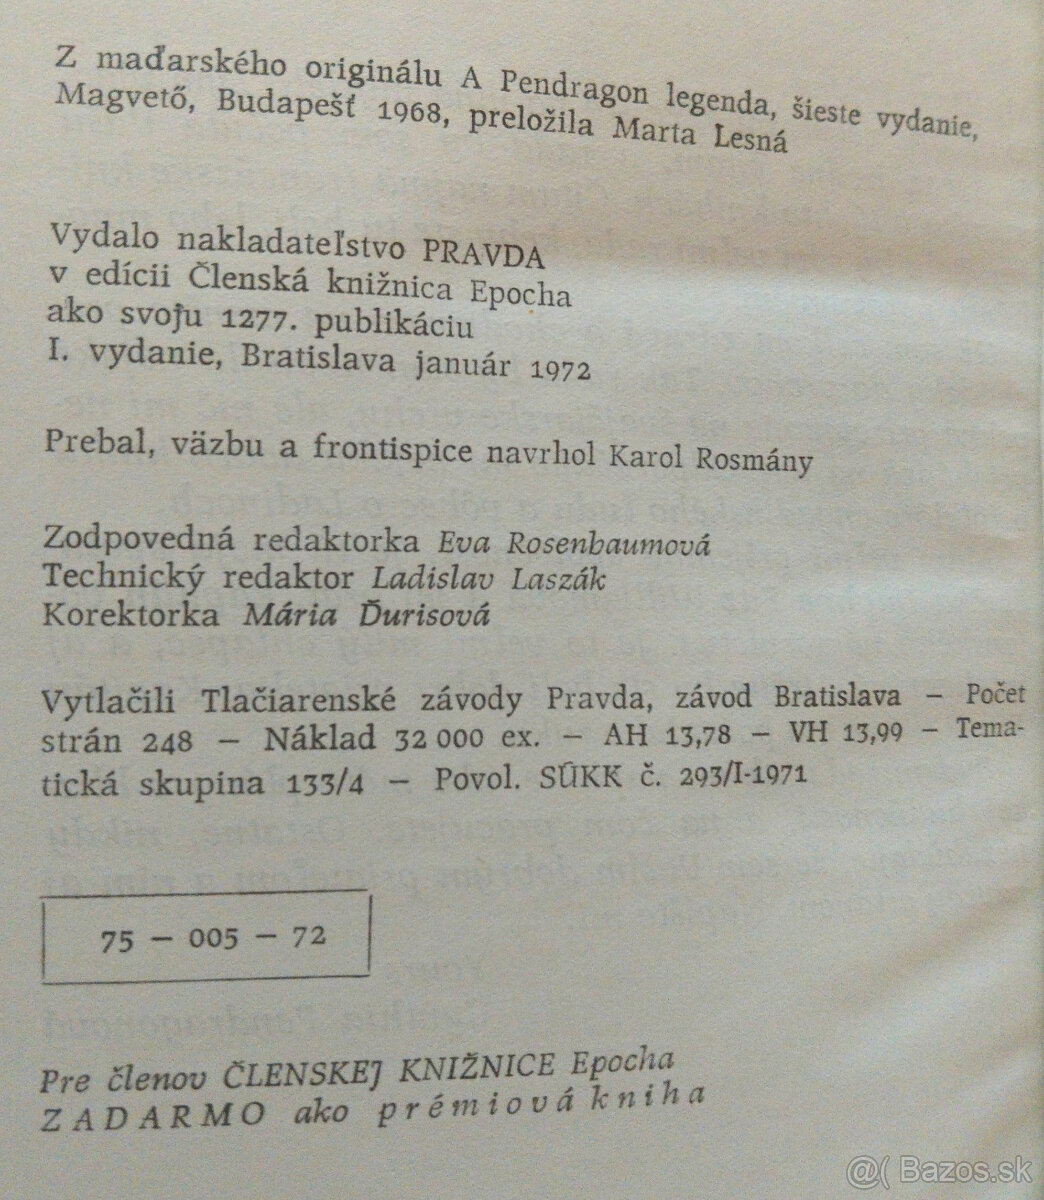 Z maďarského originálu A Pendragon legenda, šieste vydanie,
Magvető, Budapešť 1968, preložila Marta Lesná
Vydalo nakladateľstvo PRAVDA
v edícii Členská knižnica Epocha
ako svoju 1277. publikáciu
I. vydanie, Bratislava január 1972
Prebal, väzbu a frontispice navrhol Karol Rosmány
Zodpovedná redaktorka Eva Rosenbaumová
Technický redaktor Ladislav Laszák
Korektorka Mária Ďurisová
Vytlačili Tlačiarenské závody Pravda, závod Bratislava – Počet
strán 248 – Náklad 32 000 ex. – AH 13,78 – VH 13,99 – Tema-
tická skupina 133/4 – Povol. SÚKK č. 293/I-1971
75 – 005 – 72
Pre členov ČLENSKEJ KNIŽNICE Epocha
ZADARMO ako prémiová kniha
@( Bazos.sk